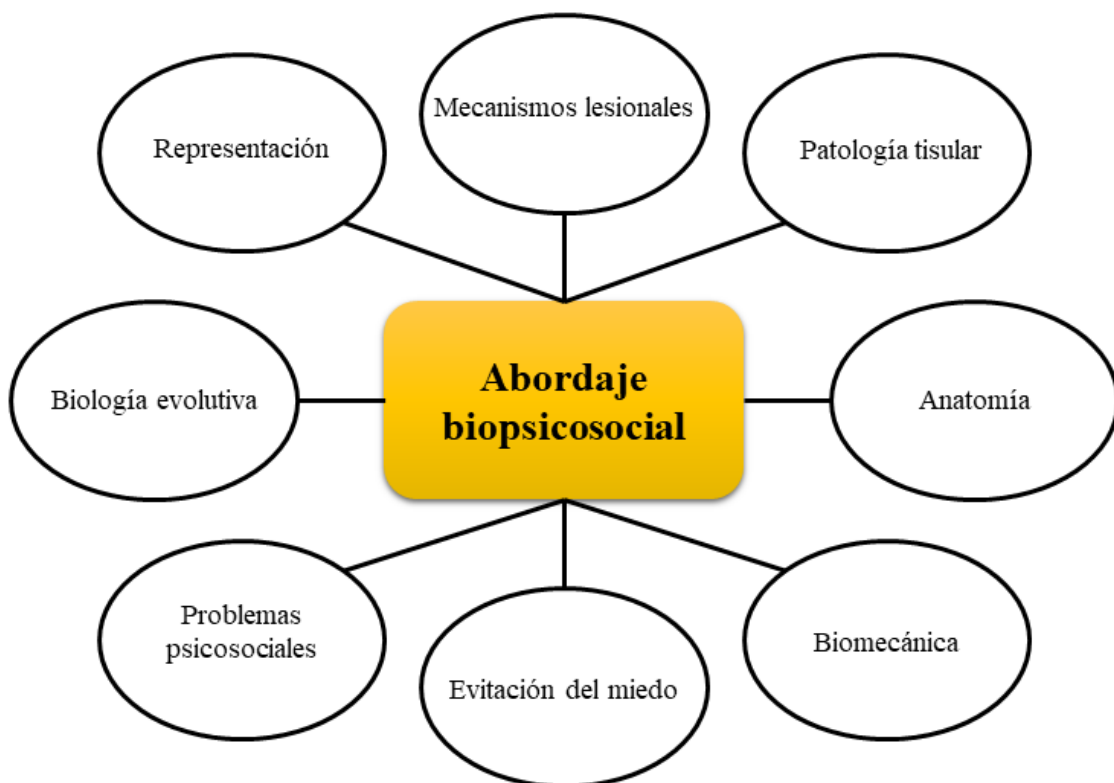 Mecanismos lesionales
Representación
Patología tisular
Abordaje
biopsicosocial
Biología evolutiva
Anatomía
Problemas
psicosociales
Evitación del miedo
Biomecánica